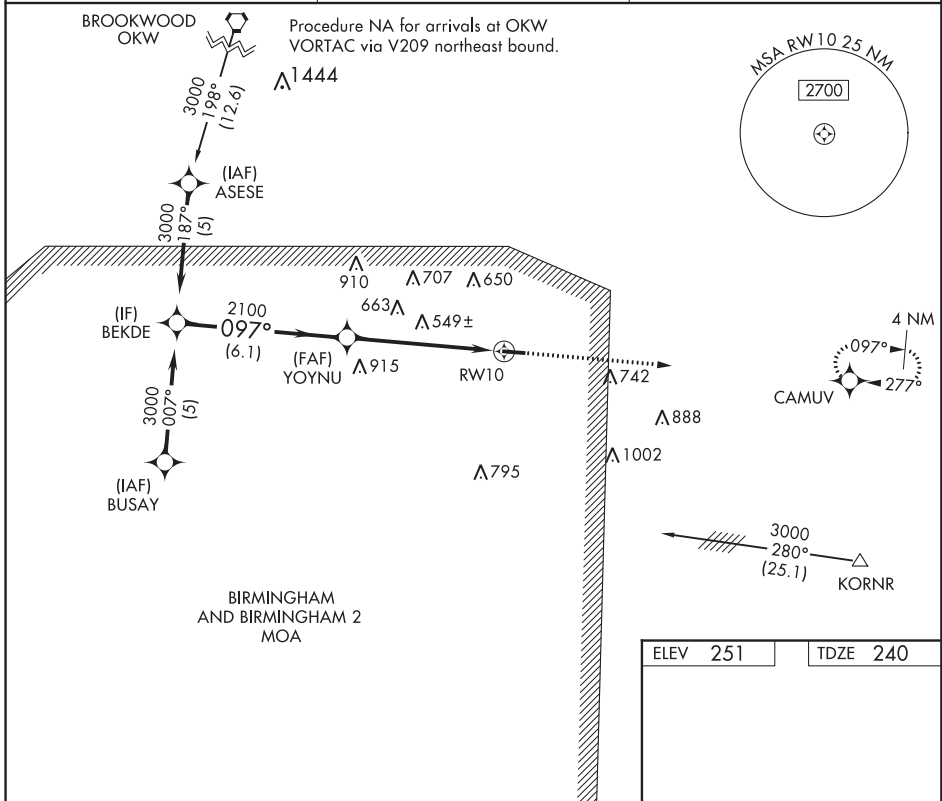 BROOKWOOD
OKW
Procedure NA for arrivals at OKW
VORTAC via V209 northeast bound.
1444
MSA RW10 25 NM
2700
3000
198°
(12.6)
(IAF)
ASESE
3000
187°
(5)
910
707
650
663
549±
(IF)
BEKDE
2100
097°
(6.1)
(FAF)
YOYNU
915
RW10
742
4 NM
097°
277°
CAMUV
888
3000
007°
(5)
(IAF)
BUSAY
795
1002
3000
280°
(25.1)
KORNR
BIRMINGHAM
AND BIRMINGHAM 2
MOA
ELEV 251
TDZE 240